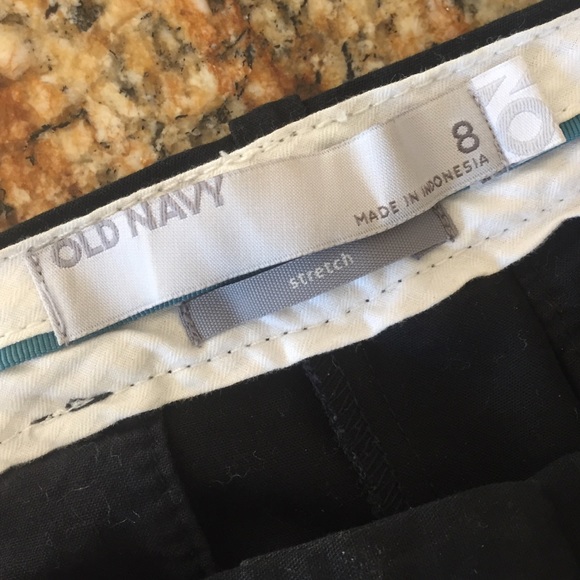 OLD NAVY
8
MADE IN INDONESIA
ON
stretch